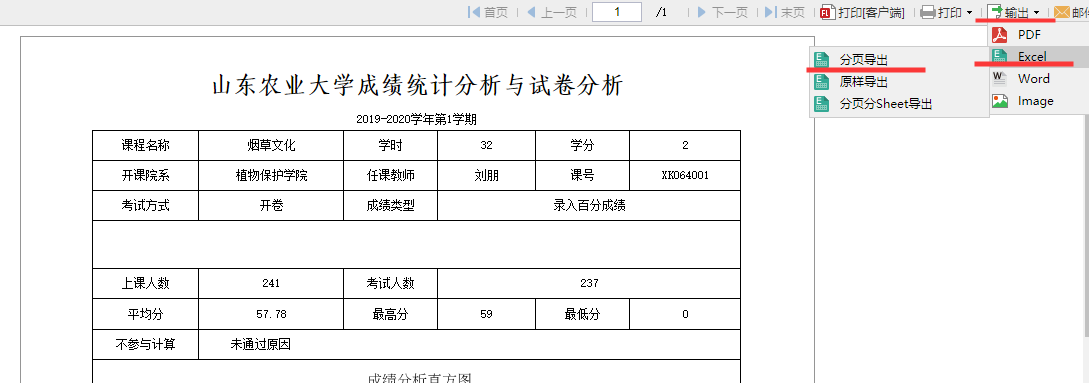 首页 上一页 1 /1 下一页 末页 打印[客户端] 打印 输出 邮件
PDF
分页导出 Excel
原样导出 Word
分页分Sheet导出 Image
山东农业大学成绩统计分析与试卷分析
2019-2020学年第1学期
课程名称 烟草文化 学时 32 学分 2
开课院系 植物保护学院 任课教师 刘朋 课号 XK064001
考试方式 开卷 成绩类型 录入百分成绩
上课人数 241 考试人数 237
平均分 57.78 最高分 59 最低分 0
不参与计算 未通过原因
成绩分析直方图